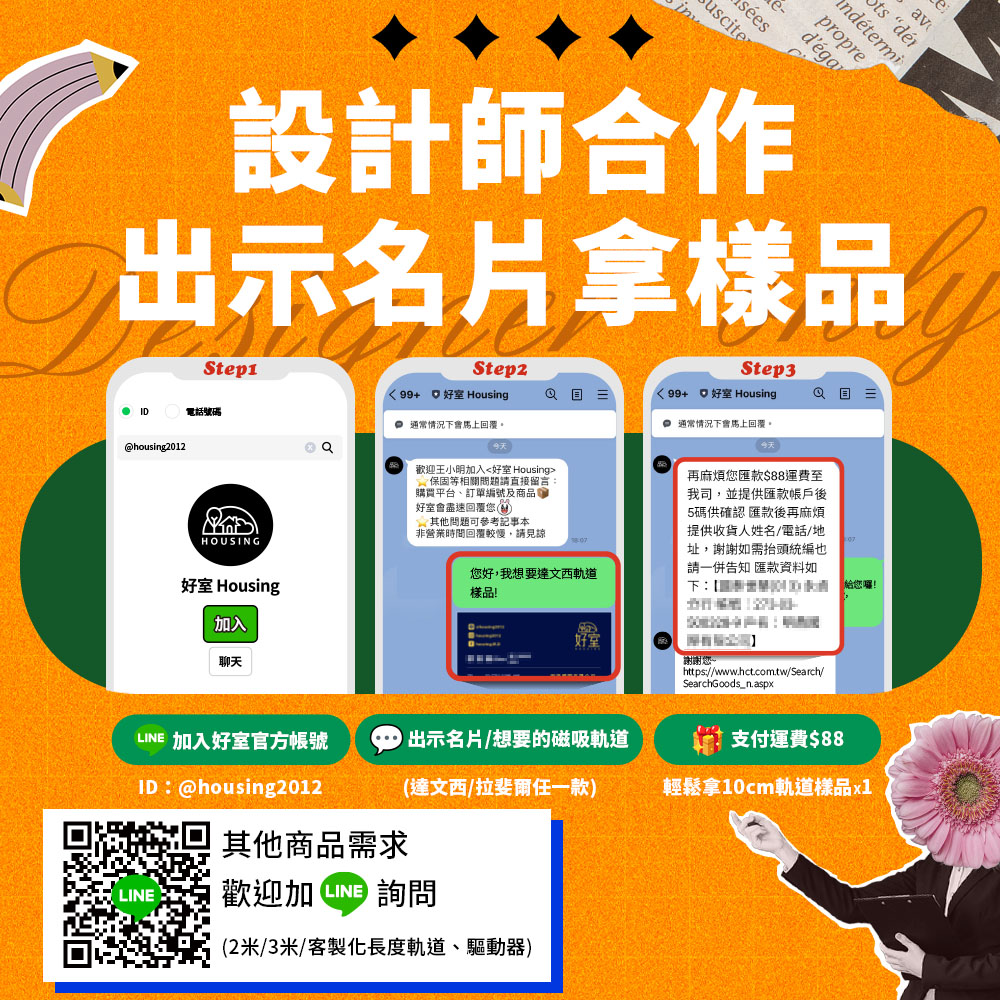 設計師合作
出示名片拿樣品
Designer only
Step1
ID 電話號碼
@housing2012
HOUSING
好室 Housing
加入
聊天
Step2
99+ 好室 Housing
通常情況下會馬上回覆。
今天
歡迎王小明加入<好室 Housing>
保固等相關問題請直接留言：
購買平台、訂單編號及商品
好室會盡速回覆您
其他問題可參考記事本
非營業時間回覆較慢，請見諒
您好，我想要達文西軌道
樣品!
好室
Step3
99+ 好室 Housing
通常情況下會馬上回覆。
今天
再麻煩您匯款$88運費至
我司，並提供匯款帳戶後
5碼供確認 匯款後再麻煩
提供收貨人姓名/電話/地
址，謝謝如需抬頭統編也
請一併告知 匯款資料如
下：【
】
給您囉!
謝謝您~
https://www.hct.com.tw/Search/
SearchGoods_n.aspx
LINE 加入好室官方帳號
ID：@housing2012
出示名片/想要的磁吸軌道
(達文西/拉斐爾任一款)
支付運費$88
輕鬆拿10cm軌道樣品x1
LINE
其他商品需求
歡迎加 LINE 詢問
(2米/3米/客製化長度軌道、驅動器)